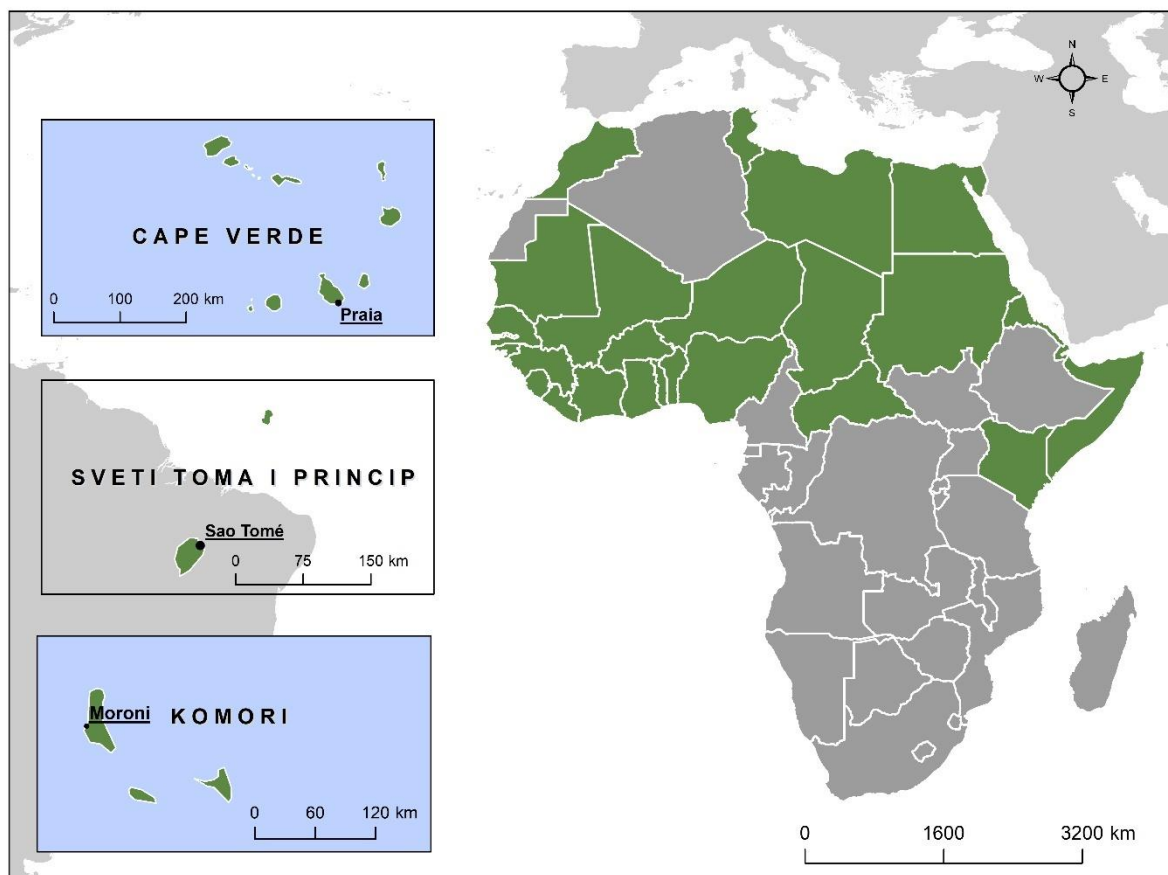 N
W E
S
CAPE VERDE
0 100 200 km
Praia
SVETI TOMA I PRINCIP
Sao Tomé
0 75 150 km
Moroni
KOMORI
0 60 120 km
0 1600 3200 km